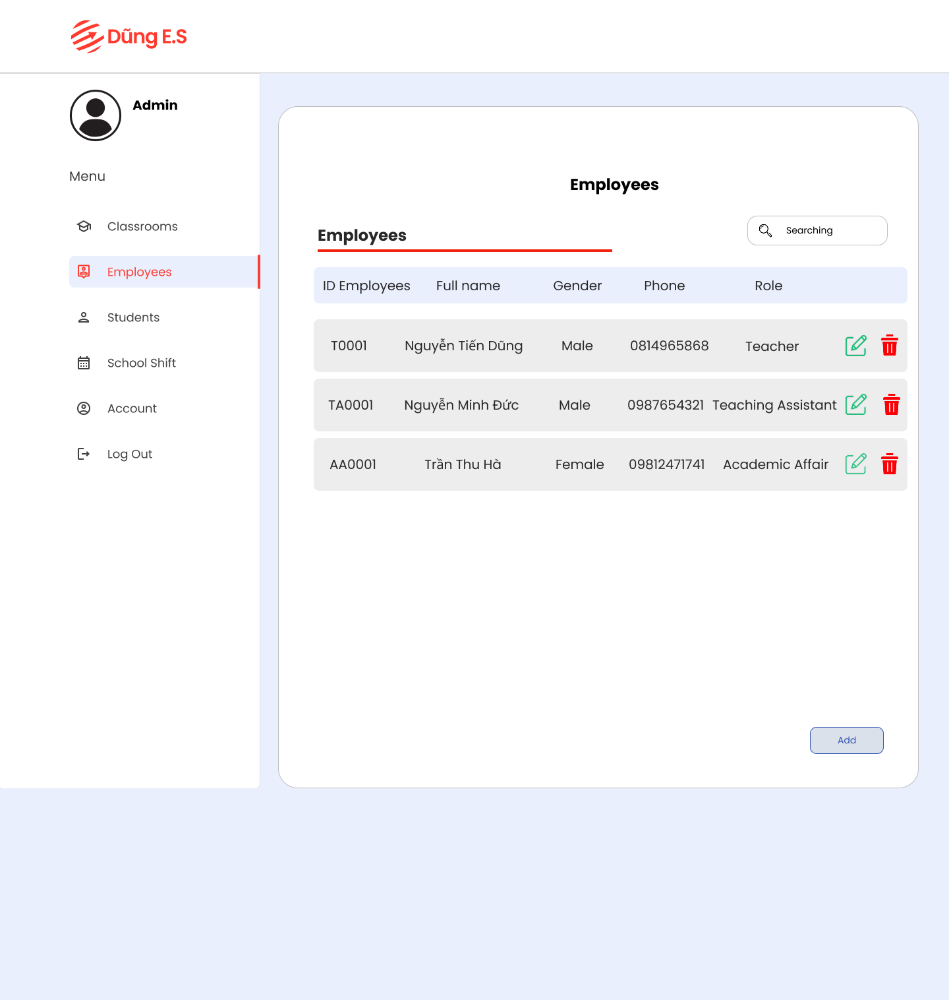 Dũng E.S
Admin
Menu
Classrooms
Employees
Students
School Shift
Account
Log Out
Employees
Employees
Searching
ID Employees Full name Gender Phone Role
T0001 Nguyễn Tiến Dũng Male 0814965868 Teacher
TA0001 Nguyễn Minh Đức Male 0987654321 Teaching Assistant
AA0001 Trần Thu Hà Female 09812471741 Academic Affair
Add